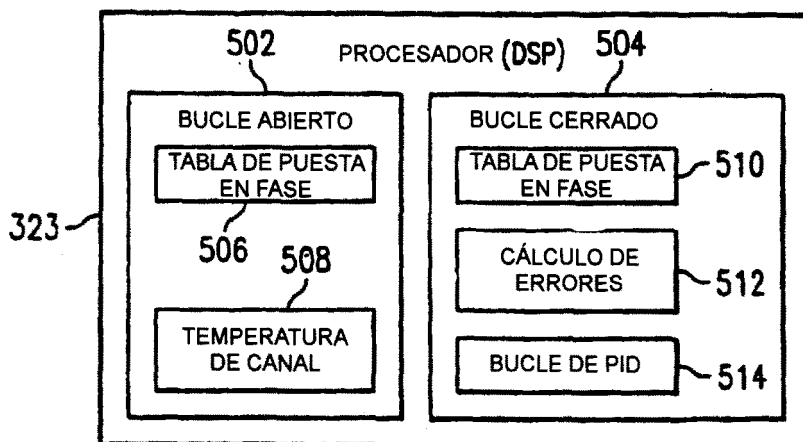 502
PROCESADOR (DSP)
504
BUCLE ABIERTO
BUCLE CERRADO
TABLA DE PUESTA
EN FASE
506
508
TEMPERATURA
DE CANAL
323
TABLA DE PUESTA
EN FASE
510
CÁLCULO DE
ERRORES
512
BUCLE DE PID
514